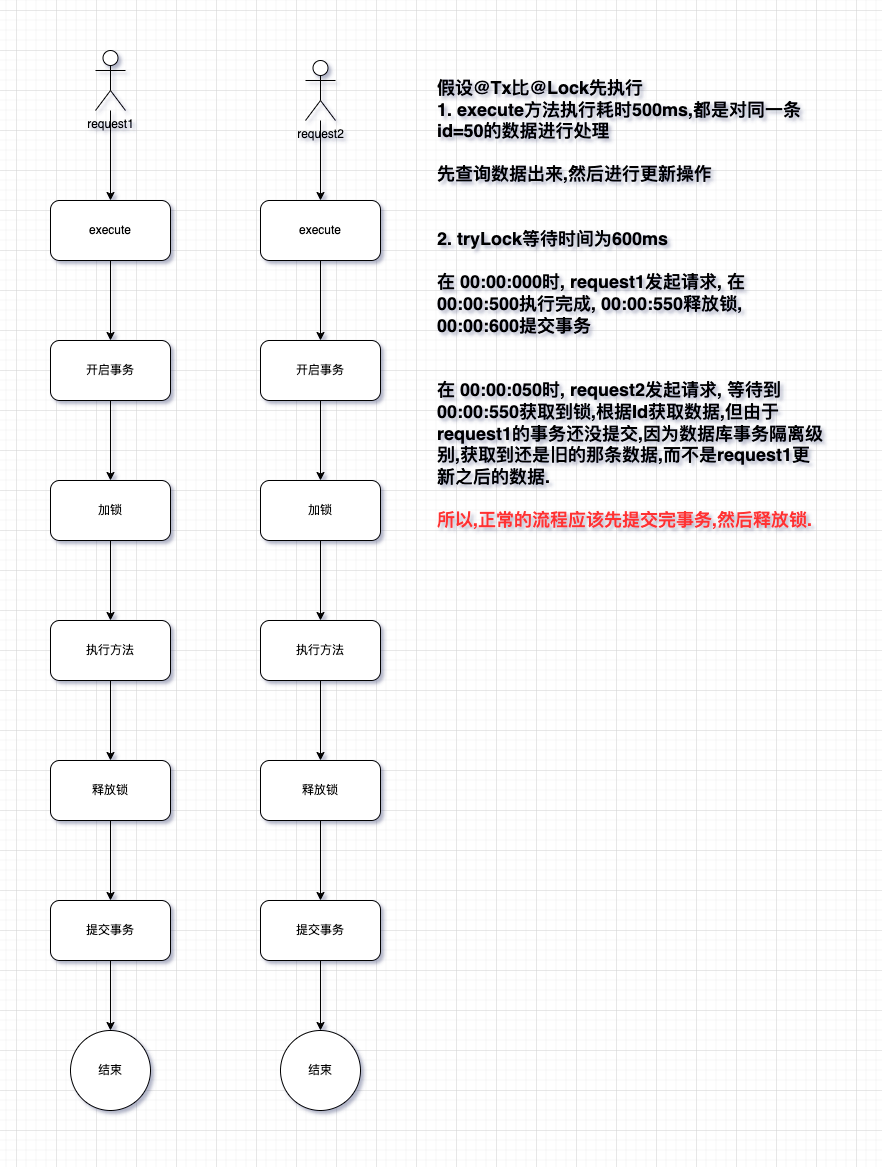 request1
request2
execute
execute
开启事务
开启事务
加锁
加锁
执行方法
执行方法
释放锁
释放锁
提交事务
提交事务
结束
结束
假设@Tx比@Lock先执行
1. execute方法执行耗时500ms,都是对同一条
id=50的数据进行处理
先查询数据出来,然后进行更新操作
2. tryLock等待时间为600ms
在 00:00:000时, request1发起请求, 在
00:00:500执行完成, 00:00:550释放锁,
00:00:600提交事务
在 00:00:050时, request2发起请求, 等待到
00:00:550获取到锁,根据Id获取数据,但由于
request1的事务还没提交,因为数据库事务隔离级
别,获取到还是旧的那条数据,而不是request1更
新之后的数据.
所以,正常的流程应该先提交完事务,然后释放锁.